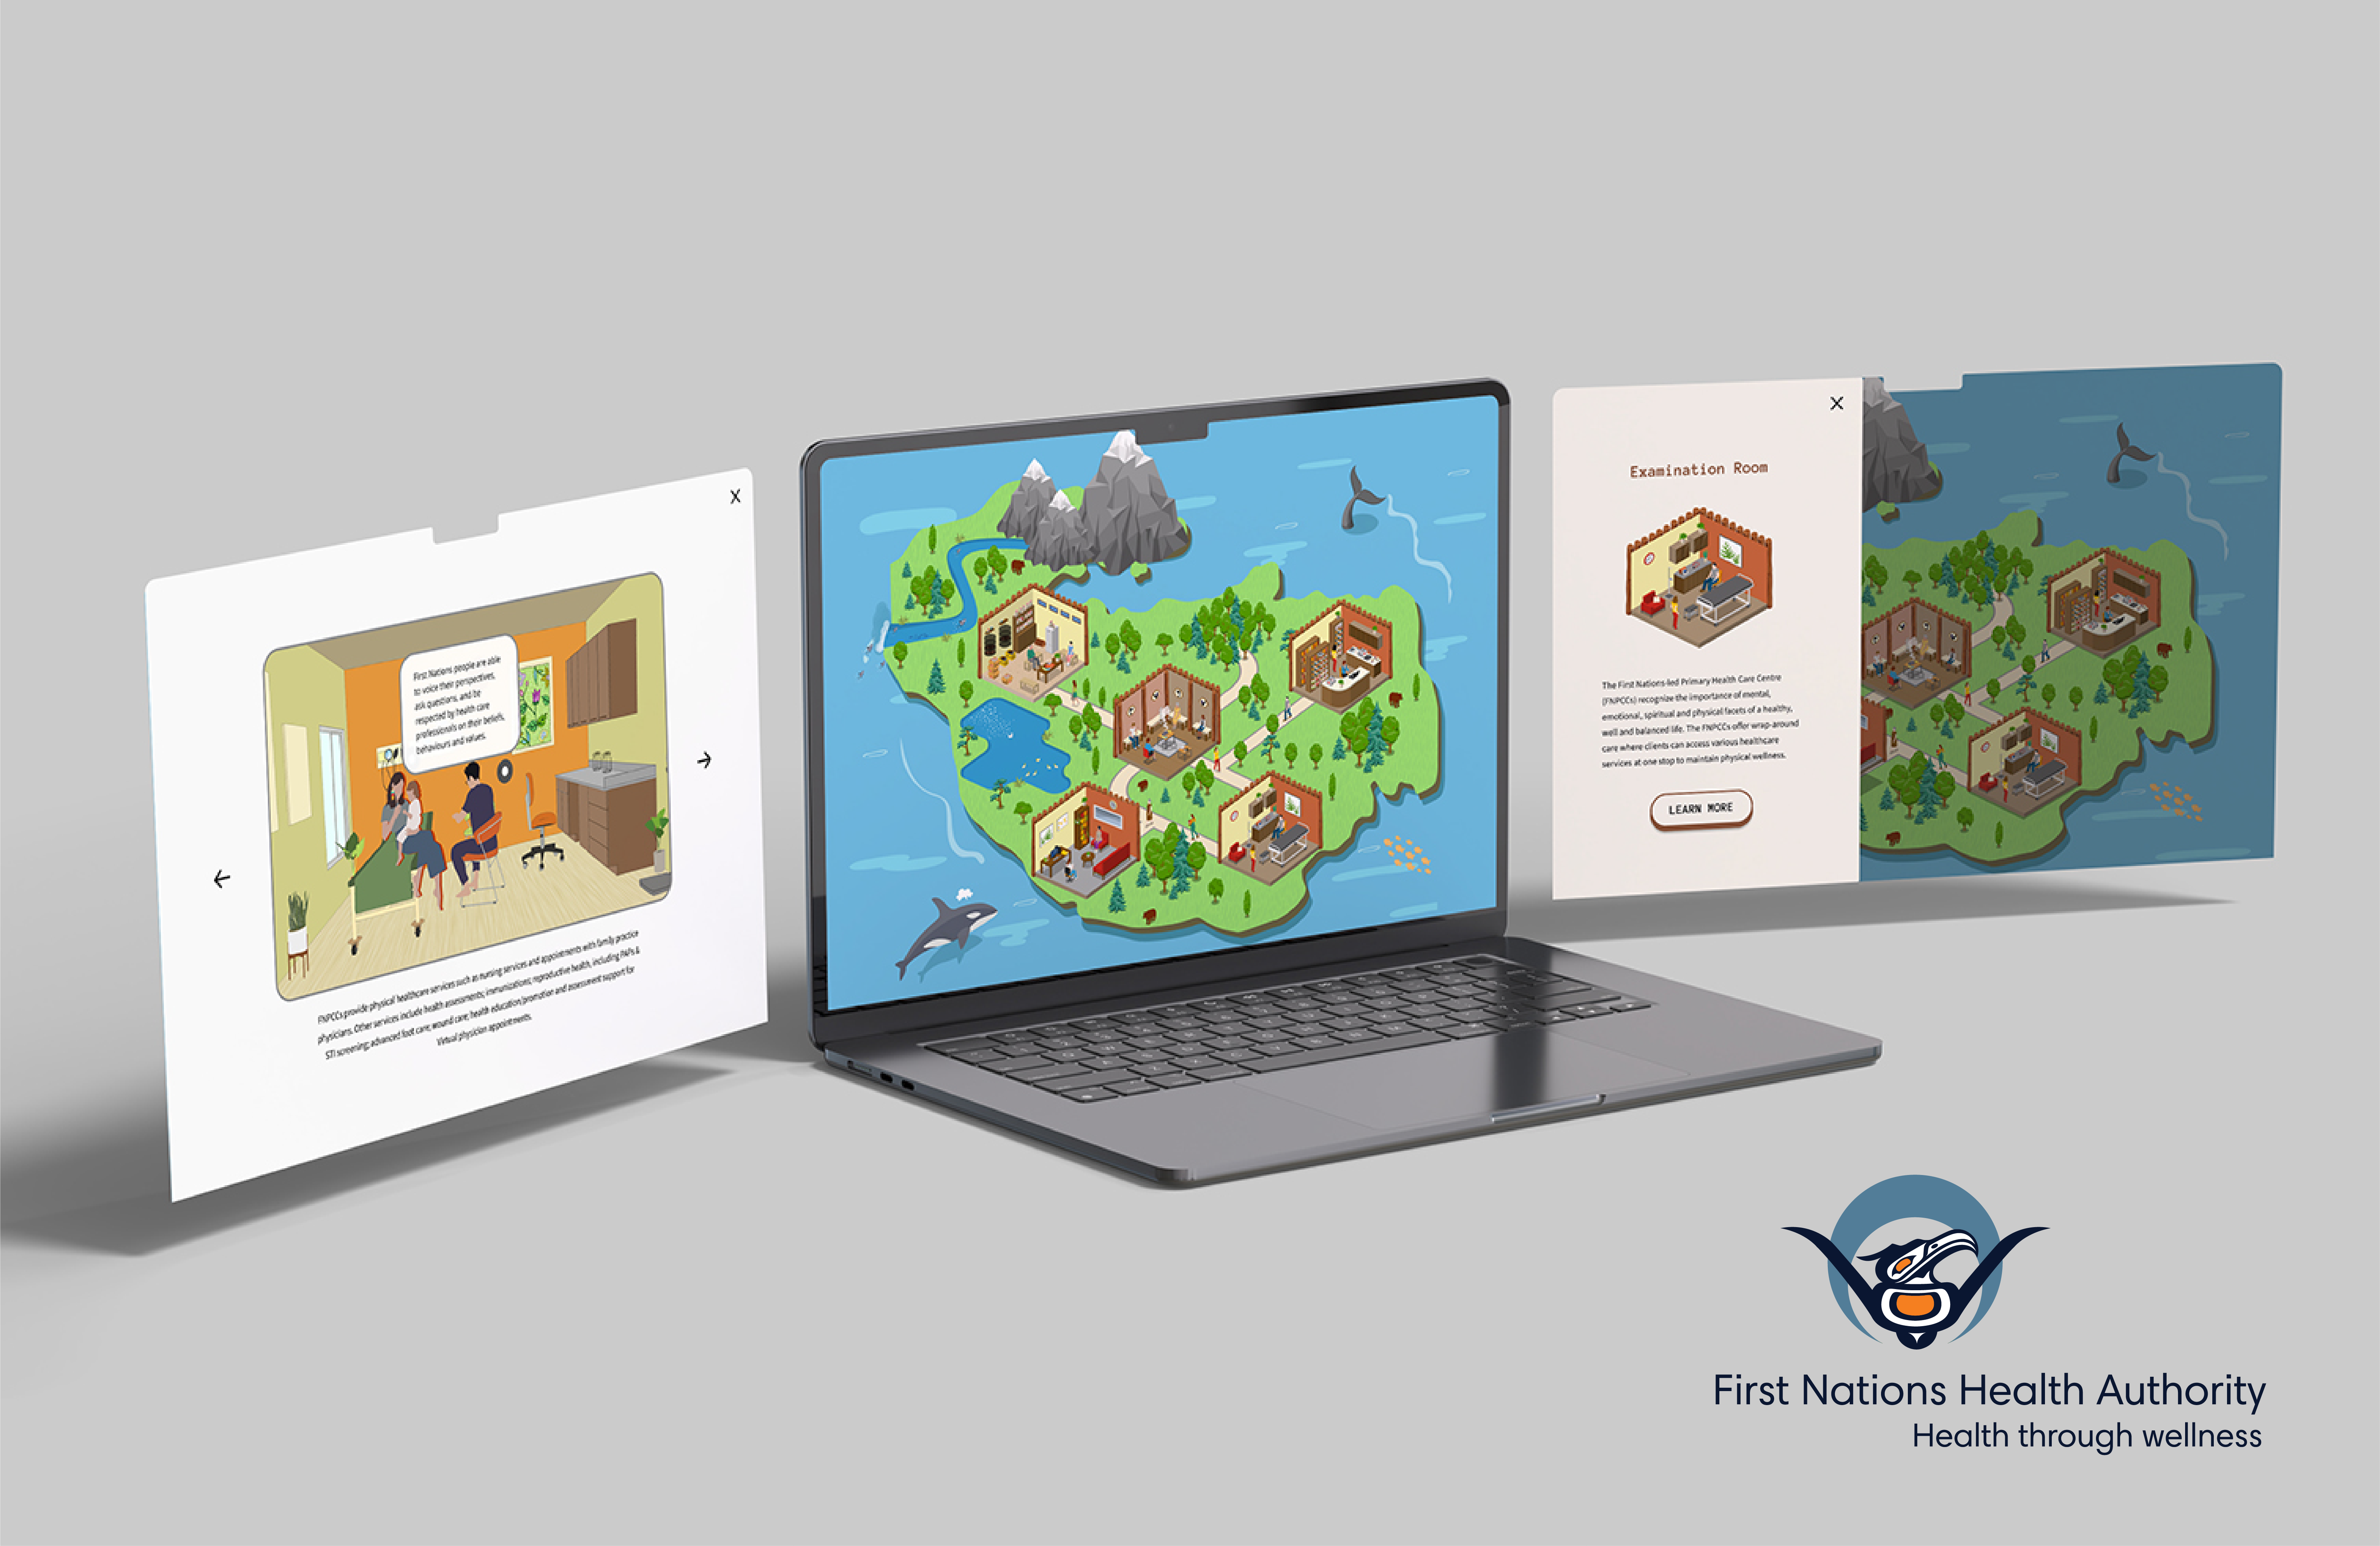 X
First Nations people are able
to voice their perspectives,
ask questions, and be
respected by health care
professionals on their beliefs,
behaviours and values.
FNPCCs provide physical healthcare services such as nursing services and appointments with family practice
physicians. Other services include health assessments; immunizations; reproductive health, including PAPs &
STI screening; advanced foot care; wound care; health education/promotion and assessment support for
Virtual physician appointments.
X
Examination Room
The First Nations-led Primary Health Care Centre
(FNPCCs) recognize the importance of mental,
emotional, spiritual and physical facets of a healthy,
well and balanced life. The FNPCCs offer wrap-around
care where clients can access various healthcare
services at one stop to maintain physical wellness.
LEARN MORE
First Nations Health Authority
Health through wellness